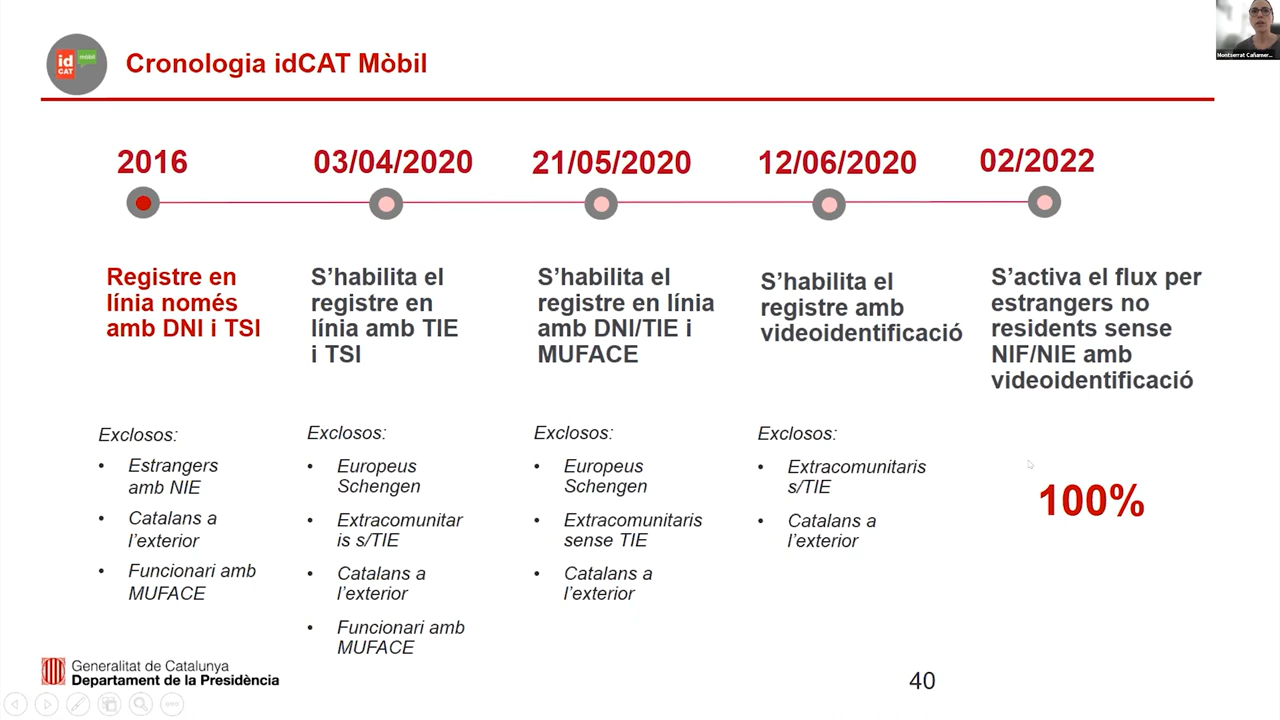 Montserrat Cañamer...
id
CAT
mòbil
Cronologia idCAT Mòbil
2016
03/04/2020
21/05/2020
12/06/2020
02/2022
Registre en
línia només
amb DNI i TSI
S'habilita el
registre en
línia amb TIE
i TSI
S'habilita el
registre en línia
amb DNI/TIE i
MUFACE
S'habilita el
registre amb
videoidentificació
S'activa el flux per
estrangers no
residents sense
NIF/NIE amb
videoidentificació
Exclosos:
• Estrangers
amb NIE
• Catalans a
l'exterior
• Funcionari amb
MUFACE
Exclosos:
• Europeus
Schengen
• Extracomunitar
is s/TIE
• Catalans a
l'exterior
• Funcionari amb
MUFACE
Exclosos:
• Europeus
Schengen
• Extracomunitaris
sense TIE
• Catalans a
l'exterior
Exclosos:
• Extracomunitaris
s/TIE
• Catalans a
l'exterior
100%
Generalitat de Catalunya
Departament de la Presidència
40